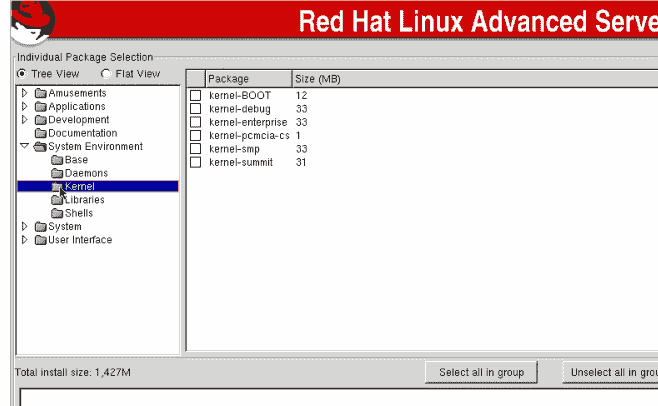 Red Hat Linux Advanced Serve
Individual Package Selection
Tree View Flat View
Package Size (MB)
Amusements
Applications
Development
Documentation
System Environment
Base
Daemons
Kernel
Libraries
Shells
System
User Interface
kernel-BOOT 12
kernel-debug 33
kernel-enterprise 33
kernel-pcmcia-cs 1
kernel-smp 33
kernel-summit 31
Total install size: 1,427M
Select all in group Unselect all in grou